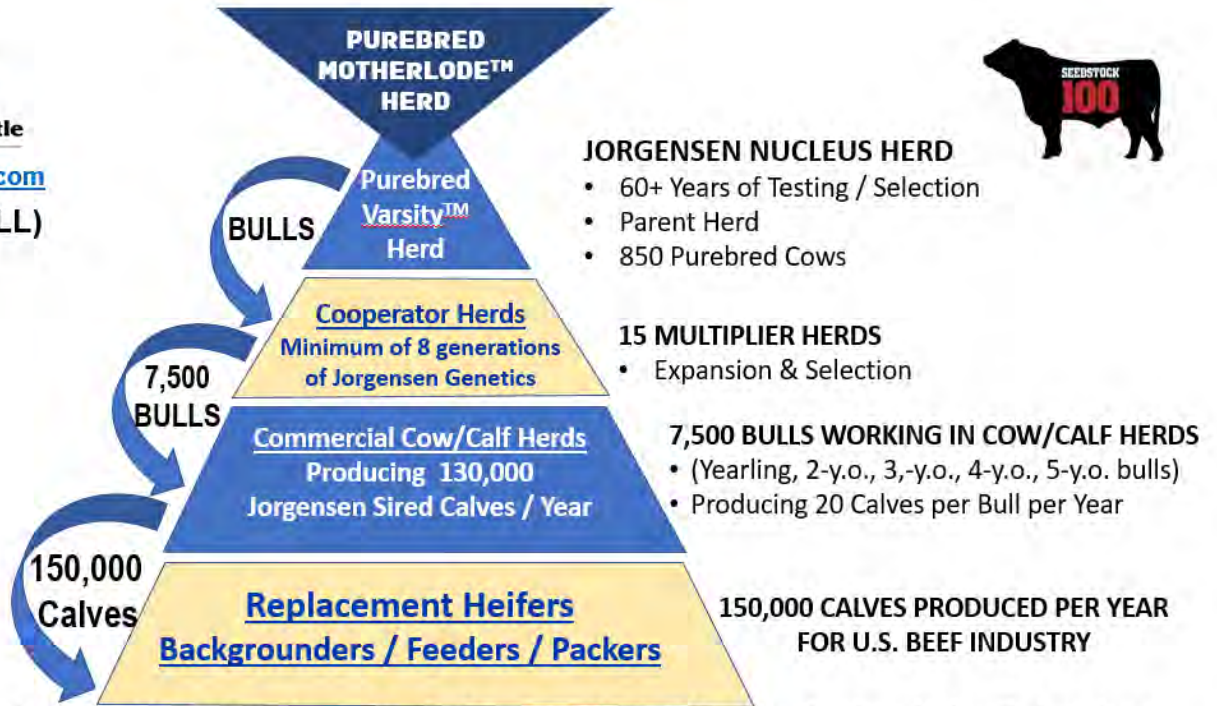 PUREBRED
MOTHERLODE™
HERD
SEEDSTOCK
100
tle
com
LL)
BULLS
Purebred
Varsity™
Herd
JORGENSEN NUCLEUS HERD
• 60+ Years of Testing / Selection
• Parent Herd
• 850 Purebred Cows
7,500
BULLS
Cooperator Herds
Minimum of 8 generations
of Jorgensen Genetics
15 MULTIPLIER HERDS
• Expansion & Selection
Commercial Cow/Calf Herds
Producing 130,000
Jorgensen Sired Calves / Year
7,500 BULLS WORKING IN COW/CALF HERDS
• (Yearling, 2-y.o., 3,-y.o., 4-y.o., 5-y.o. bulls)
• Producing 20 Calves per Bull per Year
150,000
Calves
Replacement Heifers
Backgrounders / Feeders / Packers
150,000 CALVES PRODUCED PER YEAR
FOR U.S. BEEF INDUSTRY